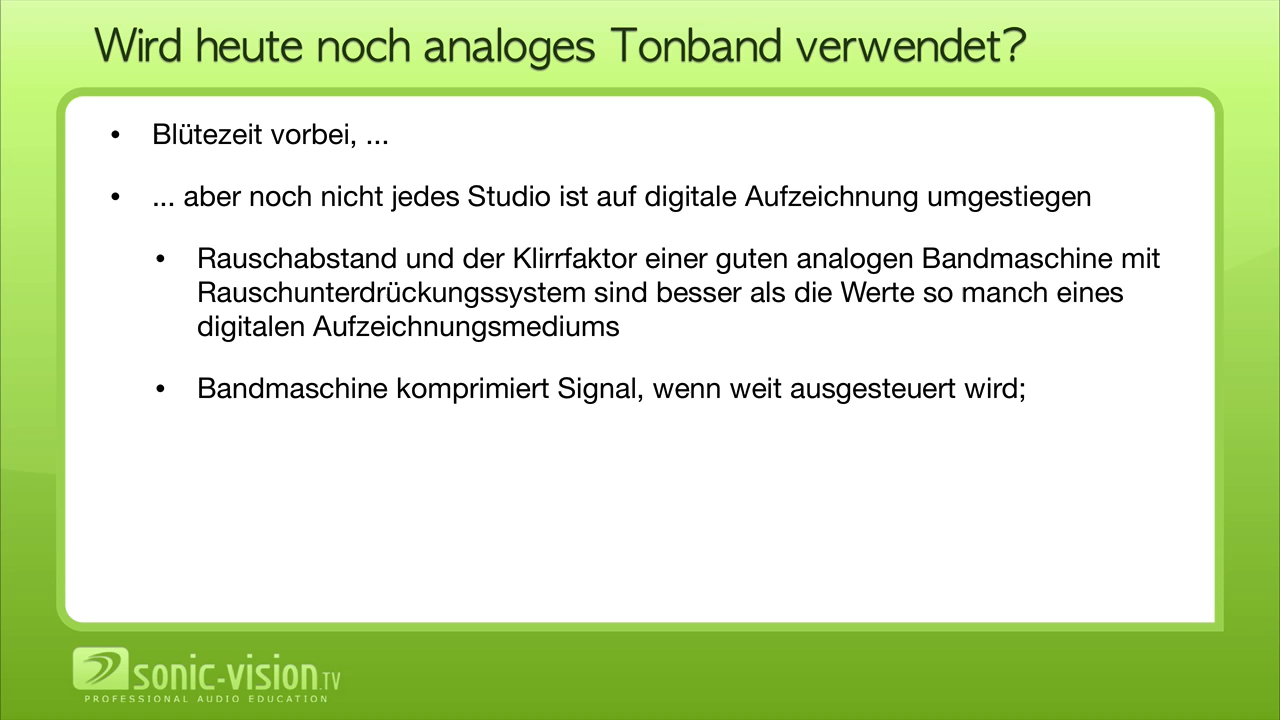 Wird heute noch analoges Tonband verwendet?
• Blütezeit vorbei, ...
• ... aber noch nicht jedes Studio ist auf digitale Aufzeichnung umgestiegen
• Rauschabstand und der Klirrfaktor einer guten analogen Bandmaschine mit
Rauschunterdrückungssystem sind besser als die Werte so manch eines
digitalen Aufzeichnungsmediums
• Bandmaschine komprimiert Signal, wenn weit ausgesteuert wird;
sonic-vision.TV
PROFESSIONAL AUDIO EDUCATION